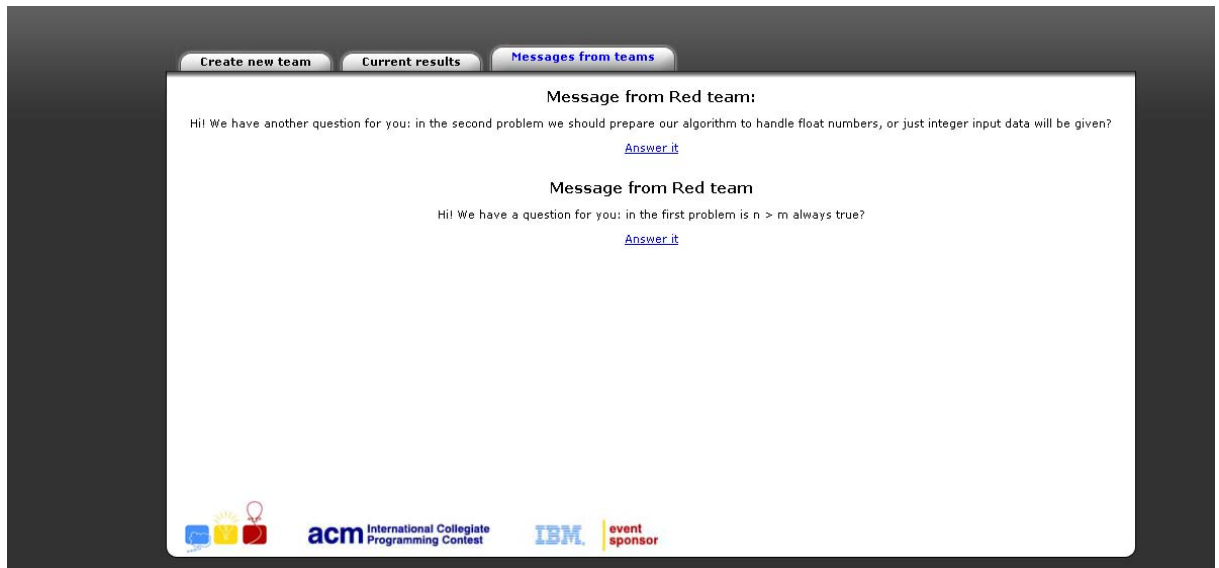 Create new team
Current results
Messages from teams
Message from Red team:
Hi! We have another question for you: in the second problem we should prepare our algorithm to handle float numbers, or just integer input data will be given?
Answer it
Message from Red team
Hi! We have a question for you: in the first problem is n > m always true?
Answer it
acm International Collegiate
Programming Contest
IBM. event
sponsor